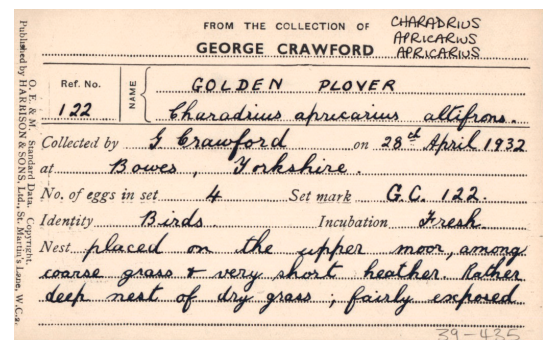 FROM THE COLLECTION OF
GEORGE CRAWFORD
CHARADRIUS
APRICARIUS
APRICARIUS
Ref. No.
122
NAME
GOLDEN PLOVER
Charadrius apricarius altifrons.
Collected by G Crawford on 28th April 1932
at Bowes, Yorkshire.
No. of eggs in set 4 Set mark G.C. 122.
Identity Birds. Incubation Fresh
Nest placed on the upper moor, among
coarse grass & very short heather. Rather
deep nest of dry grass ; fairly exposed
39-435
O. E. & M. Standard Data. Copyright.
Published by HARRISON & SONS, Ltd., St. Martin's Lane, W.C.2.